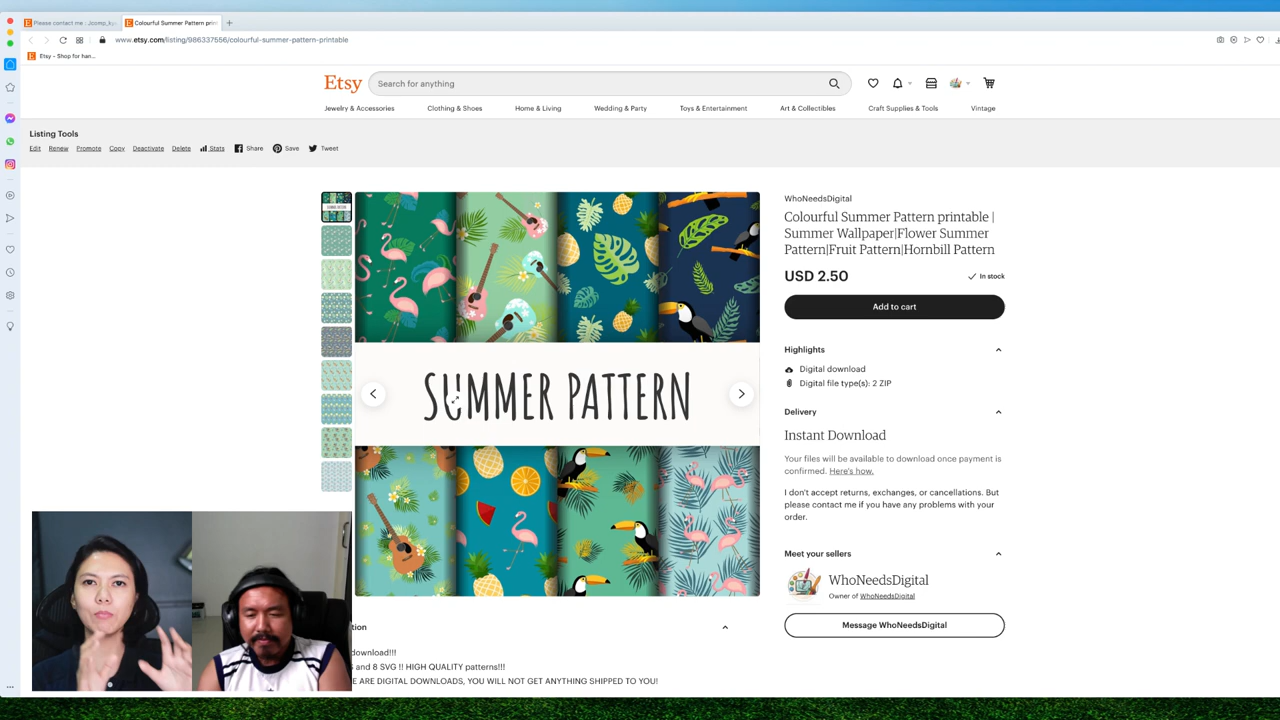 Please contact me : Jcomp_ky
Colourful Summer Pattern prin
www.etsy.com/listing/986337556/colourful-summer-pattern-printable
Etsy - Shop for han...
Etsy
Search for anything
Jewelry & Accessories
Clothing & Shoes
Home & Living
Wedding & Party
Toys & Entertainment
Art & Collectibles
Craft Supplies & Tools
Vintage
Listing Tools
Edit Renew Promote Copy Deactivate Delete Stats Share Save Tweet
SUMMER PATTERN
WhoNeedsDigital
Colourful Summer Pattern printable |
Summer Wallpaper|Flower Summer
Pattern|Fruit Pattern|Hornbill Pattern
USD 2.50
In stock
Add to cart
Highlights
Digital download
Digital file type(s): 2 ZIP
Delivery
Instant Download
Your files will be available to download once payment is
confirmed. Here's how.
I don't accept returns, exchanges, or cancellations. But
please contact me if you have any problems with your
order.
Meet your sellers
WhoNeedsDigital
Owner of WhoNeedsDigital
Message WhoNeedsDigital
tion
download!!!
and 8 SVG !! HIGH QUALITY patterns!!!
E ARE DIGITAL DOWNLOADS, YOU WILL NOT GET ANYTHING SHIPPED TO YOU!